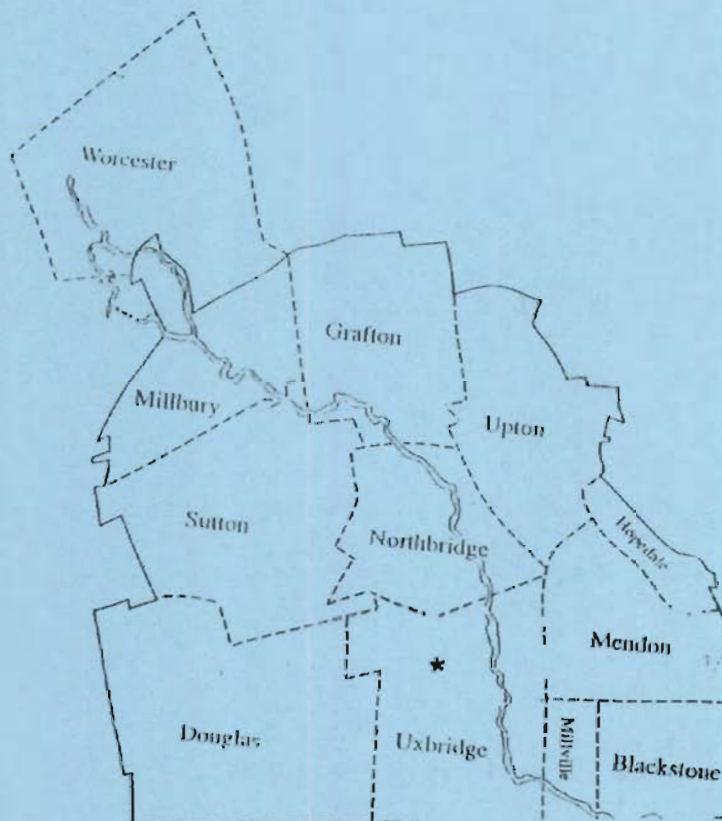 Worcester
Grafton
Millbury
Upton
Sutton
Northbridge
Hopedale
Mendon
*
Douglas
Uxbridge
Millville
Blackstone